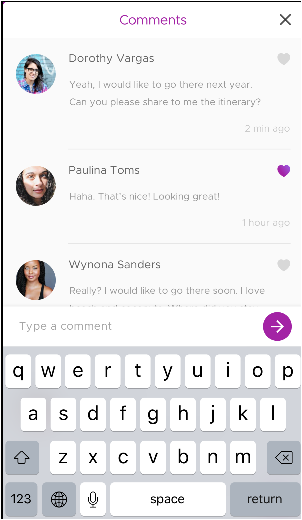 Comments
Dorothy Vargas
Yeah, I would like to go there next year.
Can you please share to me the itinerary?
2 min ago
Paulina Toms
Haha. That's nice! Looking great!
1 hour ago
Wynona Sanders
Really? I would like to go there soon. I love
Type a comment
q w e r t y u i o p
a s d f g h j k l
z x c v b n m
123 space return